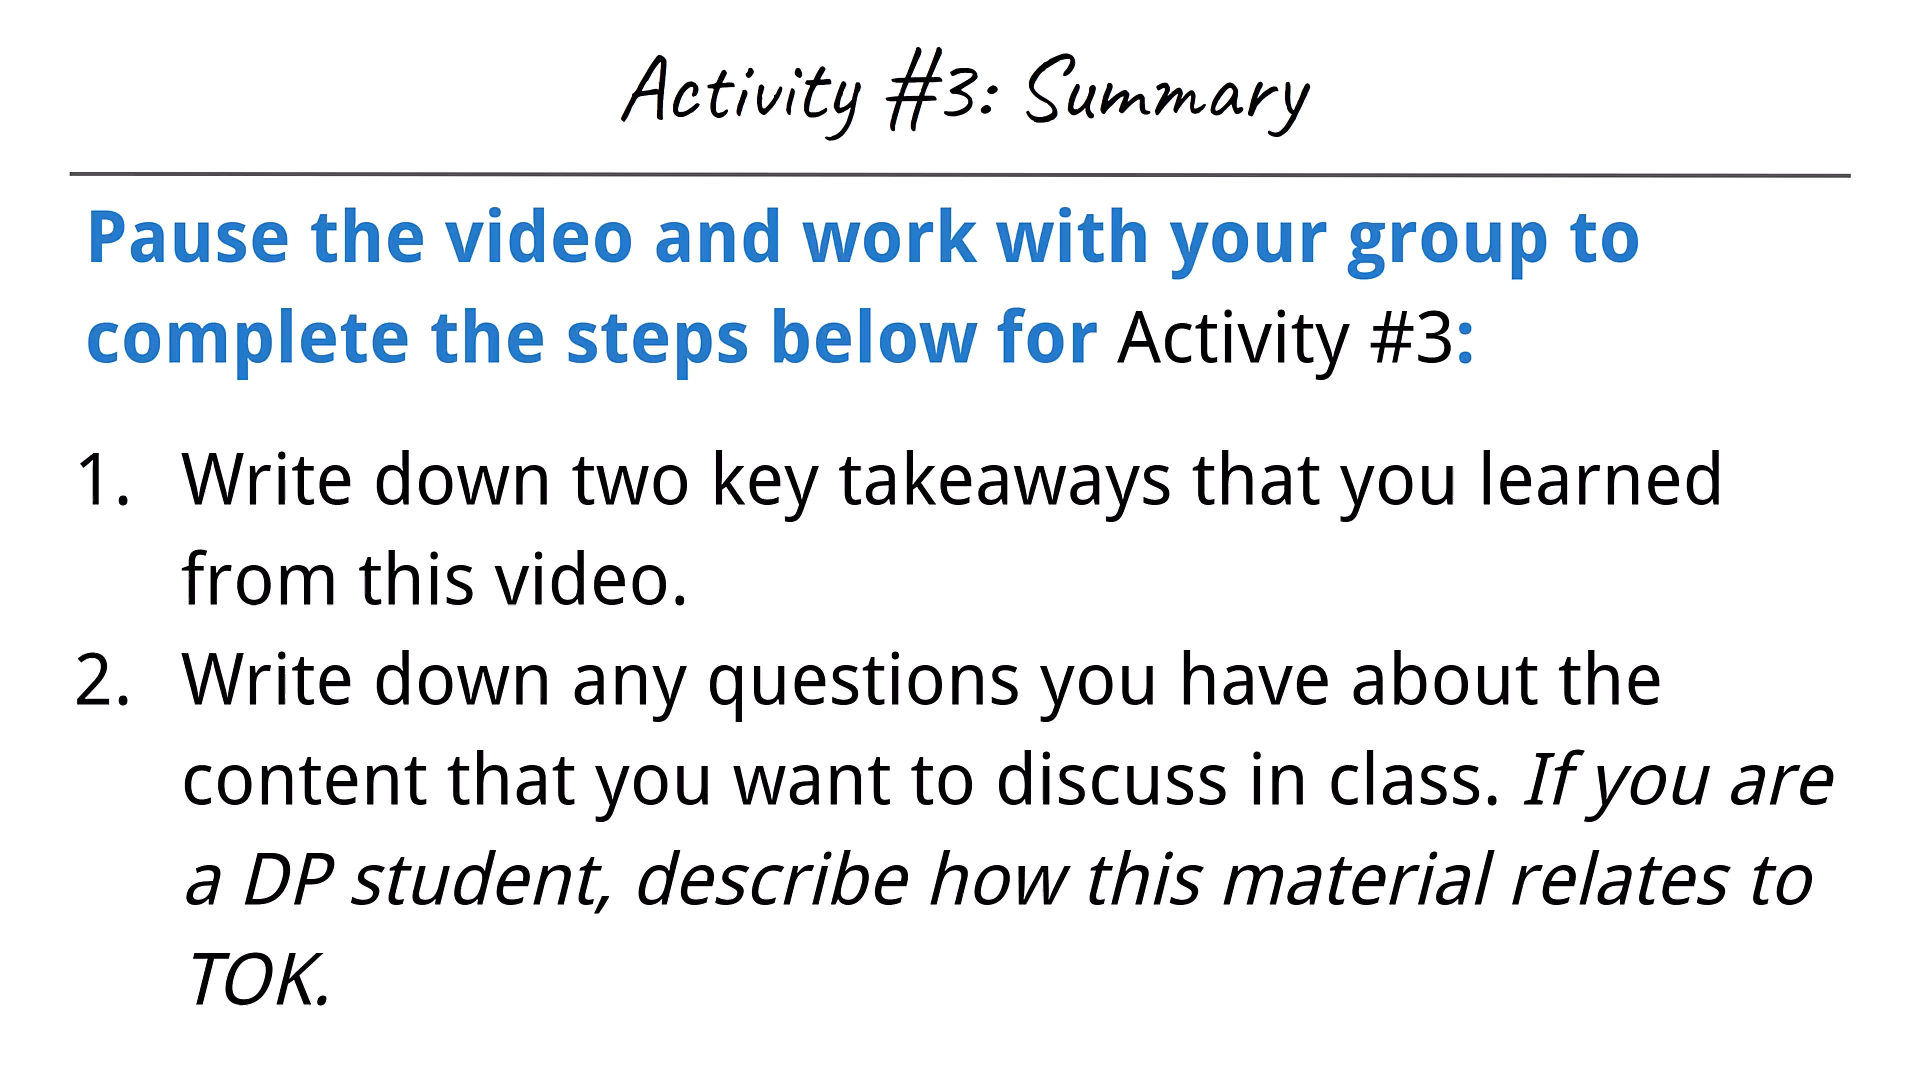 Activity #3: Summary
Pause the video and work with your group to
complete the steps below for Activity #3:
1. Write down two key takeaways that you learned
from this video.
2. Write down any questions you have about the
content that you want to discuss in class. If you are
a DP student, describe how this material relates to
TOK.